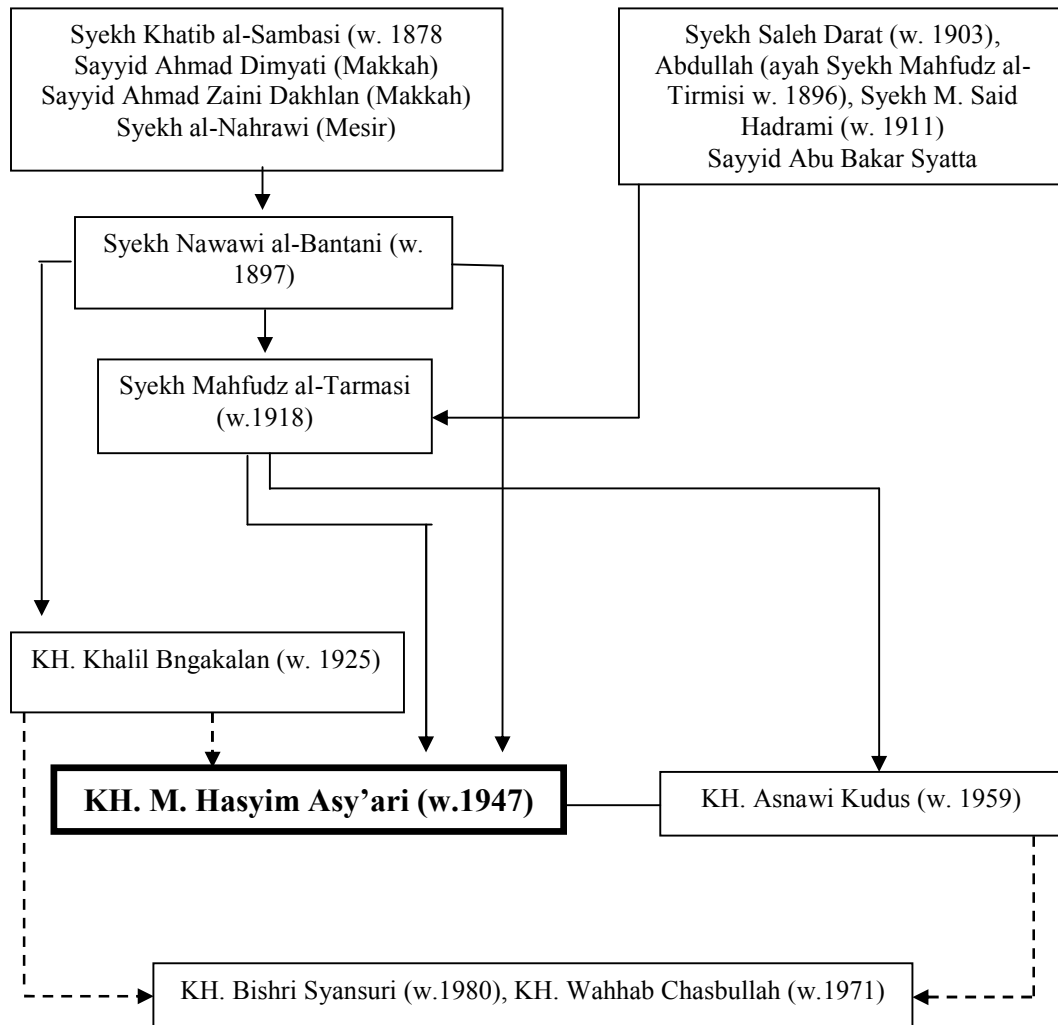 Syekh Khatib al-Sambasi (w. 1878
Sayyid Ahmad Dimyati (Makkah)
Sayyid Ahmad Zaini Dakhlan (Makkah)
Syekh al-Nahrawi (Mesir)
Syekh Saleh Darat (w. 1903),
Abdullah (ayah Syekh Mahfudz al-
Tirmisi w. 1896), Syekh M. Said
Hadrami (w. 1911)
Sayyid Abu Bakar Syatta
Syekh Nawawi al-Bantani (w.
1897)
Syekh Mahfudz al-Tarmasi
(w.1918)
KH. Khalil Bngakalan (w. 1925)
KH. M. Hasyim Asy’ari (w.1947)
KH. Asnawi Kudus (w. 1959)
KH. Bishri Syansuri (w.1980), KH. Wahhab Chasbullah (w.1971)